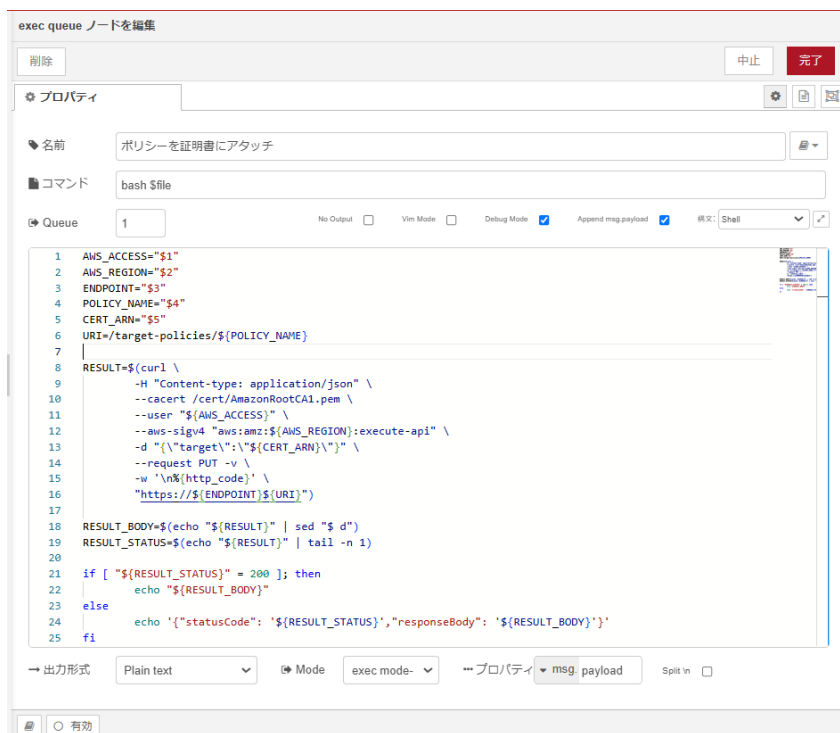 exec queue ノードを編集
削除
中止
完了
プロパティ
名前
ポリシーを証明書にアタッチ
コマンド
bash $file
Queue
1
No Output
Vim Mode
Debug Mode
Append msg.payload
構文:
Shell
1 AWS_ACCESS="$1"
2 AWS_REGION="$2"
3 ENDPOINT="$3"
4 POLICY_NAME="$4"
5 CERT_ARN="$5"
6 URI=/target-policies/${POLICY_NAME}
7
8 RESULT=$(curl \
9 -H "Content-type: application/json" \
10 --cacert /cert/AmazonRootCA1.pem \
11 --user "${AWS_ACCESS}" \
12 --aws-sigv4 "aws:amz:${AWS_REGION}:execute-api" \
13 -d "{\"target\":\"${CERT_ARN}\"}" \
14 --request PUT -v \
15 -w '\n%{http_code}' \
16 "https://${ENDPOINT}${URI}")
17
18 RESULT_BODY=$(echo "${RESULT}" | sed "$ d")
19 RESULT_STATUS=$(echo "${RESULT}" | tail -n 1)
20
21 if [ "${RESULT_STATUS}" = 200 ]; then
22 echo "${RESULT_BODY}"
23 else
24 echo '{"statusCode": '${RESULT_STATUS}',"responseBody": '${RESULT_BODY}'}'
25 fi
出力形式
Plain text
Mode
exec mode-
プロパティ
msg. payload
Split \n
有効